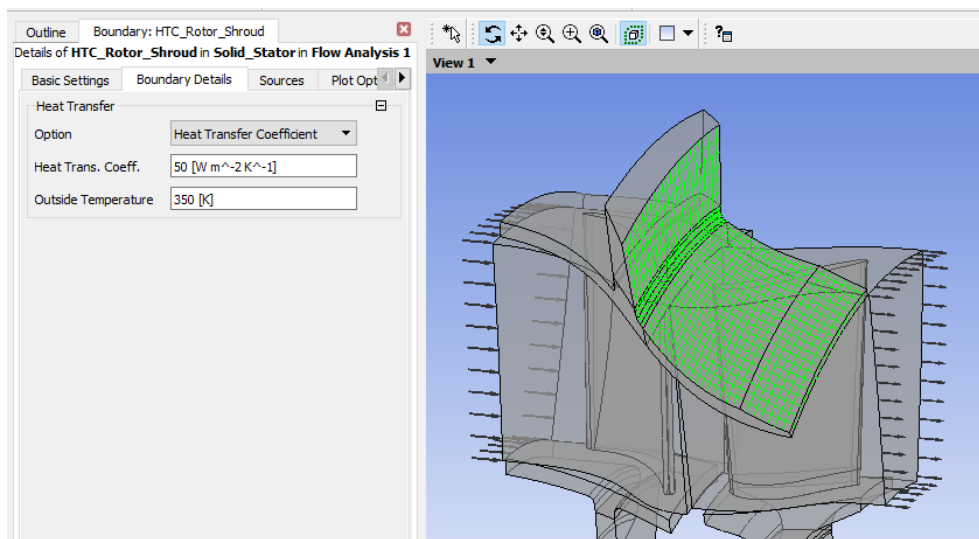 Outline Boundary: HTC_Rotor_Shroud
Details of HTC_Rotor_Shroud in Solid_Stator in Flow Analysis 1
Basic Settings Boundary Details Sources Plot Opt
Heat Transfer
Option Heat Transfer Coefficient
Heat Trans. Coeff. 50 [W m^-2 K^-1]
Outside Temperature 350 [K]
View 1